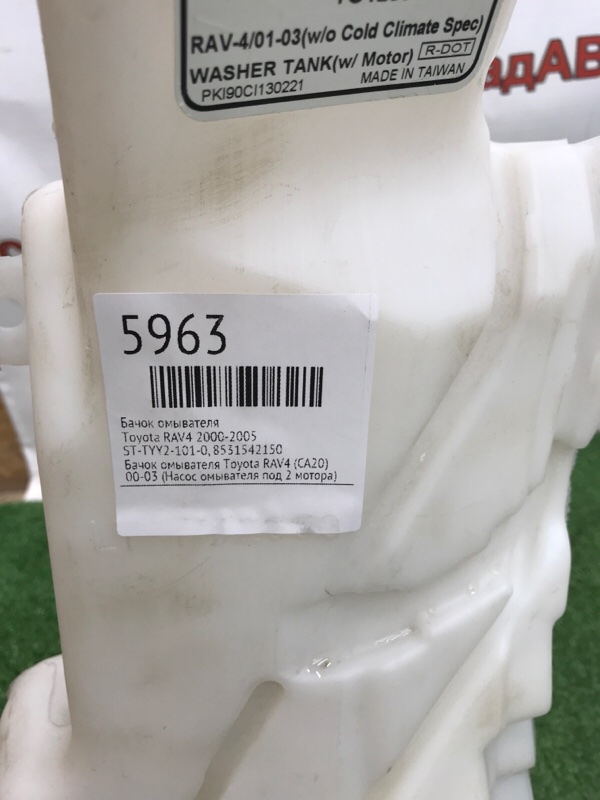 RAV-4/01-03(w/o Cold Climate Spec)
WASHER TANK(w/ Motor) R-DOT
PKI90CI130221 MADE IN TAIWAN
5963
Бачок омывателя
Toyota RAV4 2000-2005
ST-TYY2-101-0, 8531542150
Бачок омывателя Toyota RAV4 (CA20)
00-03 (Насос омывателя под 2 мотора)